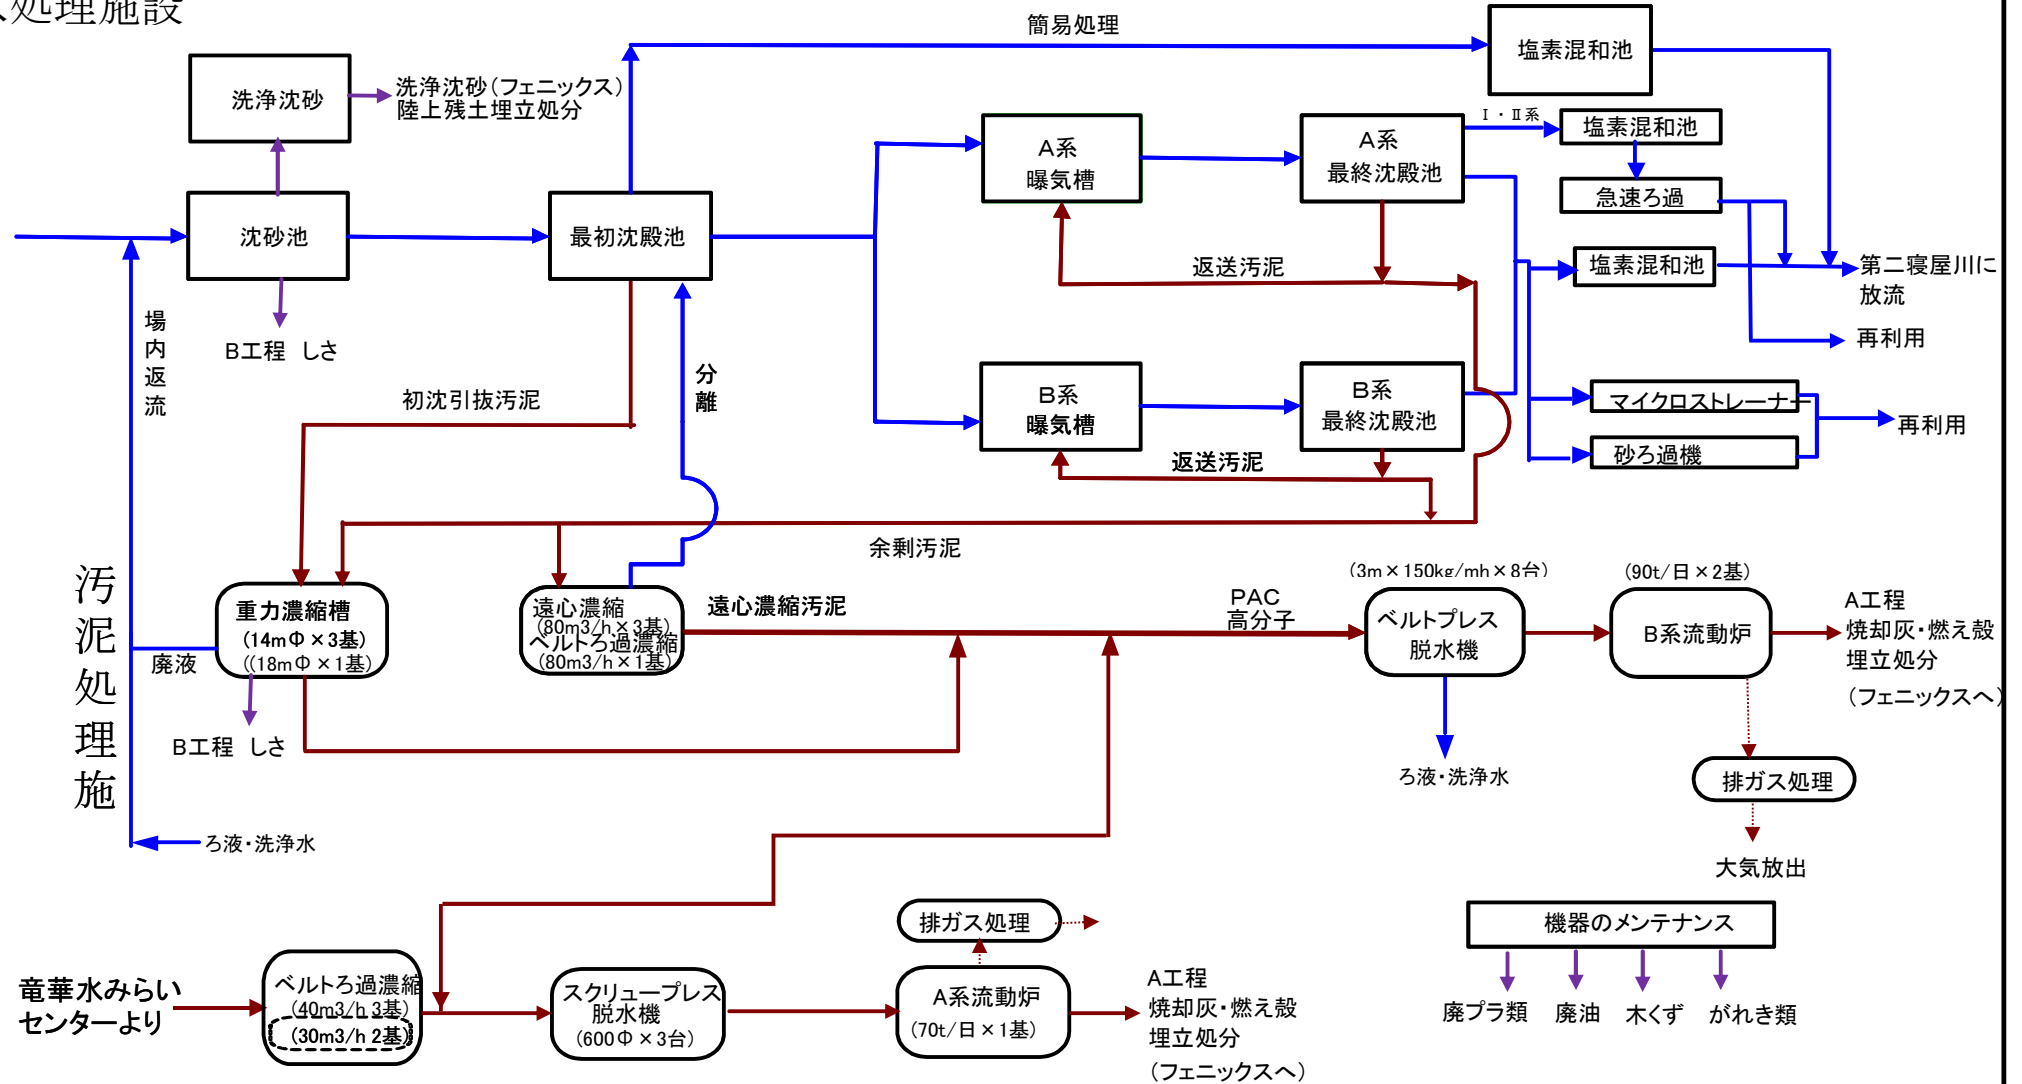 水処理施設
簡易処理
塩素混和池
洗浄沈砂
洗浄沈砂(フェニックス)
陸上残土埋立処分
A系
曝気槽
A系
最終沈殿池
Ⅰ・Ⅱ系
塩素混和池
急速ろ過
沈砂池
最初沈殿池
返送汚泥
塩素混和池
第二寝屋川に
放流
再利用
場内返流
B工程 しさ
分離
初沈引抜汚泥
B系
曝気槽
B系
最終沈殿池
マイクロストレーナー
砂ろ過機
再利用
返送汚泥
余剰汚泥
汚泥処理施
重力濃縮槽
(14mΦ×3基)
((18mΦ×1基)
廃液
B工程 しさ
遠心濃縮
(80m3/h×3基)
ベルトろ過濃縮
(80m3/h×1基)
遠心濃縮汚泥
PAC
高分子
(3m×150kg/mh×8台)
ベルトプレス
脱水機
(90t/日×2基)
B系流動炉
A工程
焼却灰・燃え殻
埋立処分
(フェニックスへ)
ろ液・洗浄水
排ガス処理
大気放出
ろ液・洗浄水
竜華水みらい
センターより
ベルトろ過濃縮
(40m3/h 3基)
(30m3/h 2基)
スクリュープレス
脱水機
(600Φ×3台)
排ガス処理
A系流動炉
(70t/日×1基)
A工程
焼却灰・燃え殻
埋立処分
(フェニックスへ)
機器のメンテナンス
廃プラ類
廃油
木くず
がれき類